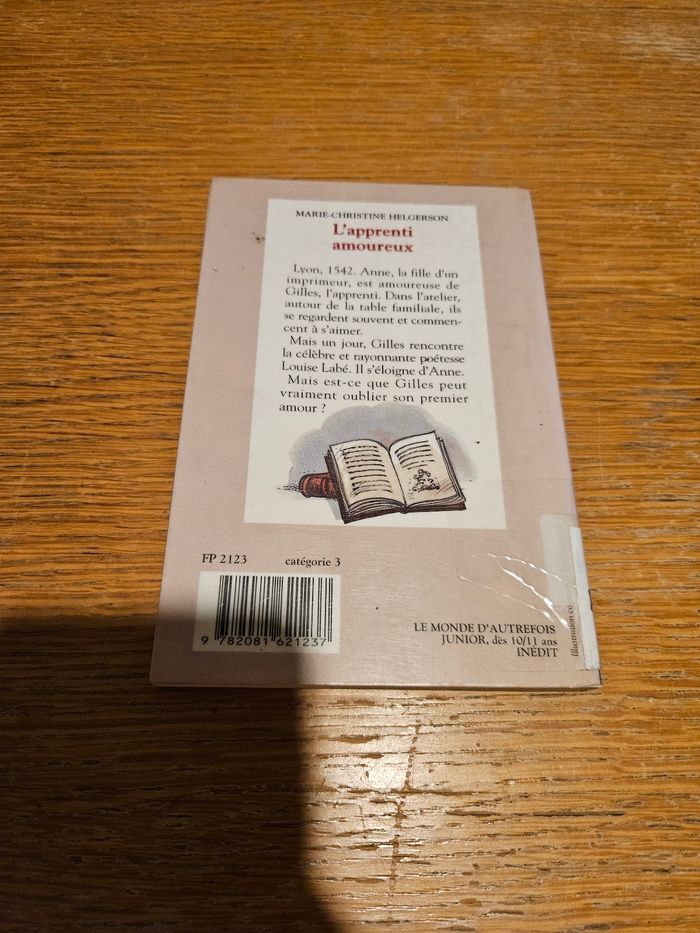 MARIE-CHRISTINE HELGERSON
L'apprenti
amoureux
Lyon, 1542. Anne, la fille d'un
imprimeur, est amoureuse de
Gilles, l'apprenti. Dans l'atelier,
autour de la table familiale, ils
se regardent souvent et commen-
cent à s'aimer.
Mais un jour, Gilles rencontre
la célèbre et rayonnante poétesse
Louise Labé. Il s'éloigne d'Anne.
Mais est-ce que Gilles peut
vraiment oublier son premier
amour ?
FP 2123 catégorie 3
9 782081 621237
LE MONDE D'AUTREFOIS
JUNIOR, dès 10/11 ans
INÉDIT
Illustration